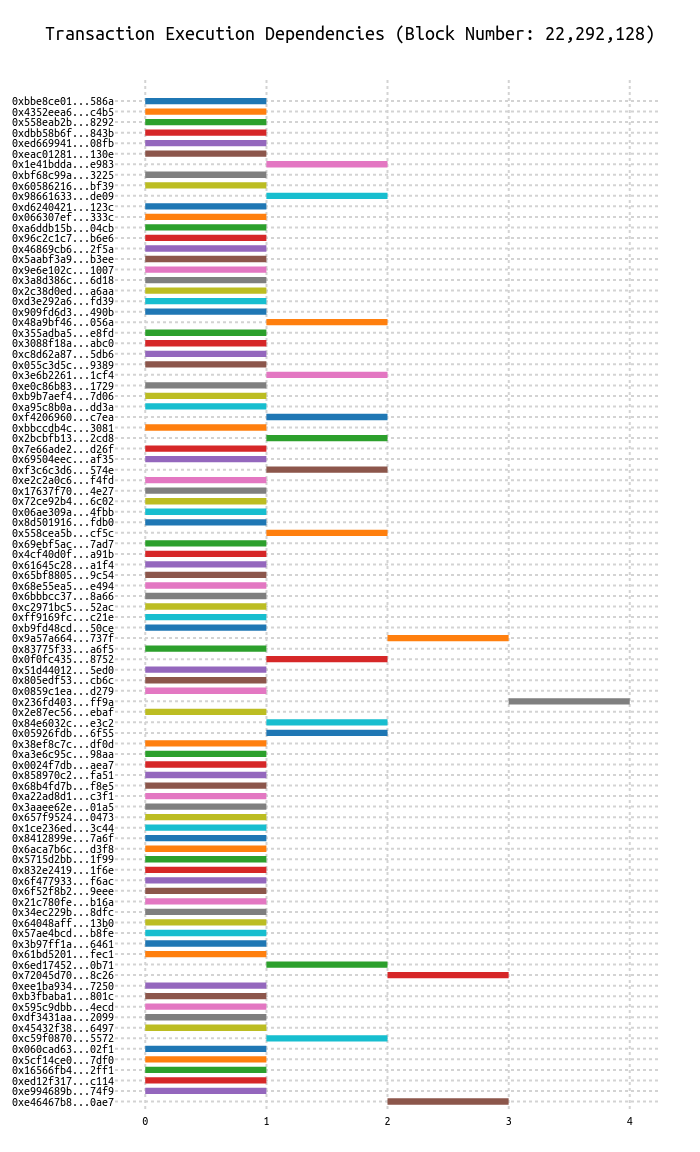 Transaction Execution Dependencies (Block Number: 22,292,128)
0xbbe8ce01...586a
0x4352eea6...c4b5
0x558eab2b...8292
0xdbb58b6f...843b
0xed669941...08fb
0xeac01281...130e
0x1e41bdda...e983
0xbf68c99a...3225
0x60586216...bf39
0x98661633...de09
0xd6240421...123c
0x066307ef...333c
0xa6ddb15b...04cb
0x96c2c1c7...b6e6
0x46869cb6...2f5a
0x5aabf3a9...b3ee
0x9e6e102c...1007
0x3a8d386c...6d18
0x2c38d0ed...a6aa
0xd3e292a6...fd39
0x909fd6d3...490b
0x48a9bf46...056a
0x355adba5...e8fd
0x3088f18a...abc0
0xc8d62a87...5db6
0x055c3d5c...9389
0x3e6b2261...1cf4
0xe0c86b83...1729
0xb9b7aef4...7d06
0xa95c8b0a...dd3a
0xf4206960...c7ea
0xbbccdb4c...3081
0x2bcbfb13...2cd8
0x7e66ade2...d26f
0x69504eec...af35
0xf3c6c3d6...574e
0xe2c2a0c6...f4fd
0x17637f70...4e27
0x72ce92b4...6c02
0x06ae309a...4fbb
0x8d501916...fdb0
0x558cea5b...cf5c
0x69ebf5ac...7ad7
0x4cf40d0f...a91b
0x61645c28...a1f4
0x65bf8805...9c54
0x68e55ea5...e494
0x6bbbcc37...8a66
0xc2971bc5...52ac
0xff9169fc...c21e
0xb9fd48cd...50ce
0x9a57a664...737f
0x83775f33...a6f5
0x0f0fc435...8752
0x51d44012...5ed0
0x805edf53...cb6c
0x0859c1ea...d279
0x236fd403...ff9a
0x2e87ec56...ebaf
0x84e6032c...e3c2
0x05926fdb...6f55
0x38ef8c7c...df0d
0xa3e6c95c...98aa
0x0024f7db...aea7
0x858970c2...fa51
0x68b4fd7b...f8e5
0xa22ad8d1...c3f1
0x3aaee62e...01a5
0x657f9524...0473
0x1ce236ed...3c44
0x8412899e...7a6f
0x6aca7b6c...d3f8
0x5715d2bb...1f99
0x832e2419...1f6e
0x6f477933...f6ac
0x6f52f8b2...9eee
0x21c780fe...b16a
0x34ec229b...8dfc
0x64048aff...13b0
0x57ae4bcd...b8fe
0x3b97ff1a...6461
0x61bd5201...fec1
0x6ed17452...0b71
0x72045d70...8c26
0xee1ba934...7250
0xb3fbaba1...801c
0x595c9dbb...4ecd
0xdf3431aa...2099
0x45432f38...6497
0xc59f0870...5572
0x060cad63...02f1
0x5cf14ce0...7df0
0x16566fb4...2ff1
0xed12f317...c114
0xe994689b...74f9
0xe46467b8...0ae7
0 1 2 3 4